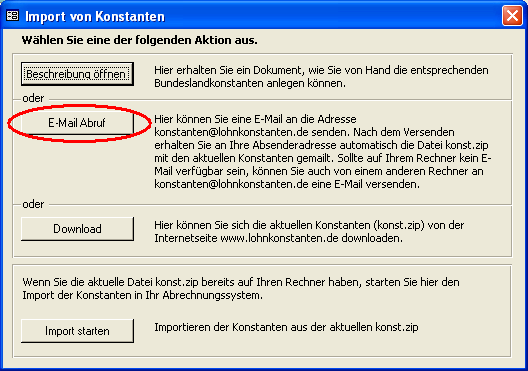 Import von Konstanten
Wählen Sie eine der folgenden Aktion aus.
Beschreibung öffnen
Hier erhalten Sie ein Dokument, wie Sie von Hand die entsprechenden
Bundeslandkonstanten anlegen können.
oder
E-Mail Abruf
Hier können Sie eine E-Mail an die Adresse
konstanten@lohnkonstanten.de senden. Nach dem Versenden
erhalten Sie an Ihre Absenderadresse automatisch die Datei konst.zip
mit den aktuellen Konstanten gemailt. Sollte auf Ihrem Rechner kein E-
Mail verfügbar sein, können Sie auch von einem anderen Rechner an
konstanten@lohnkonstanten.de eine E-Mail versenden.
oder
Download
Hier können Sie sich die aktuellen Konstanten (konst.zip) von der
Internetseite www.lohnkonstanten.de downloaden.
Wenn Sie die aktuelle Datei konst.zip bereits auf Ihren Rechner haben, starten Sie hier den
Import der Konstanten in Ihr Abrechnungssystem.
Import starten
Importieren der Konstanten aus der aktuellen konst.zip